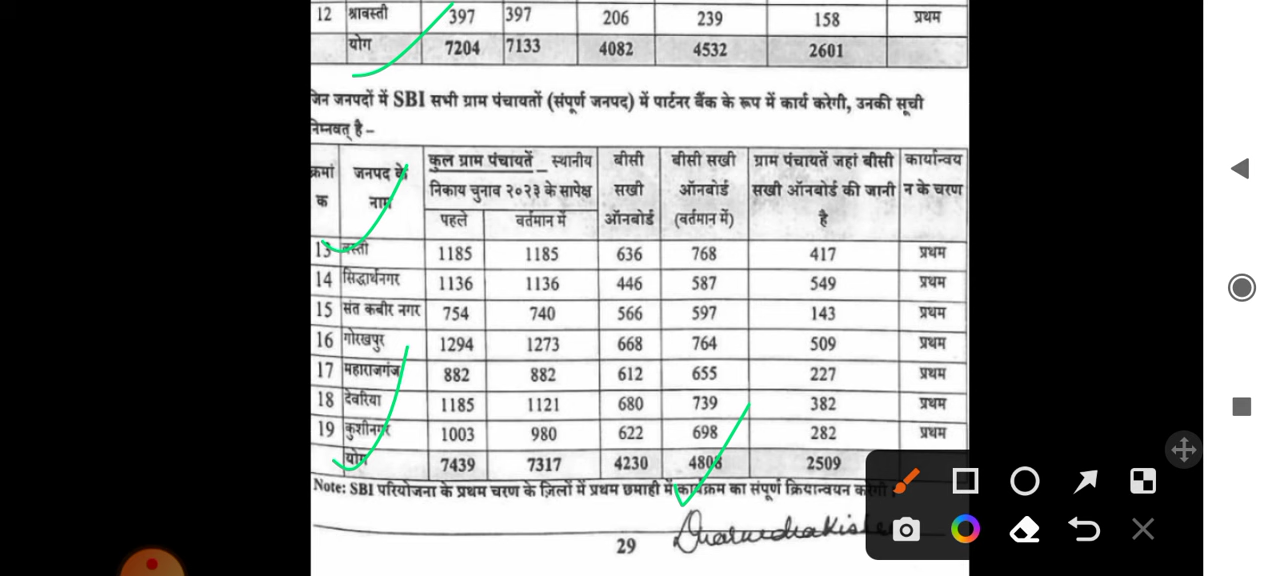 12 श्रावस्ती 397 397 206 239 158 प्रथम
योग 7204 7133 4082 4532 2601
जिन जनपदों में SBI सभी ग्राम पंचायतों (संपूर्ण जनपद) में पार्टनर बैंक के रूप में कार्य करेगी, उनकी सूची
निम्नवत् है –
क्रमांक जनपद के नाम कुल ग्राम पंचायतें स्थानीय निकाय चुनाव २०२३ के सापेक्ष बीसी सखी ऑनबोर्ड बीसी सखी ऑनबोर्ड (वर्तमान में) ग्राम पंचायतें जहां बीसी सखी ऑनबोर्ड की जानी है कार्यान्वयन के चरण
पहले वर्तमान में
13 बस्ती 1185 1185 636 768 417 प्रथम
14 सिद्धार्थनगर 1136 1136 446 587 549 प्रथम
15 संत कबीर नगर 754 740 566 597 143 प्रथम
16 गोरखपुर 1294 1273 668 764 509 प्रथम
17 महाराजगंज 882 882 612 655 227 प्रथम
18 देवरिया 1185 1121 680 739 382 प्रथम
19 कुशीनगर 1003 980 622 698 282 प्रथम
योग 7439 7317 4230 4808 2509
Note: SBI परियोजना के प्रथम चरण के ज़िलों में प्रथम छमाही में कार्यक्रम का संपूर्ण क्रियान्वयन करेगी
29